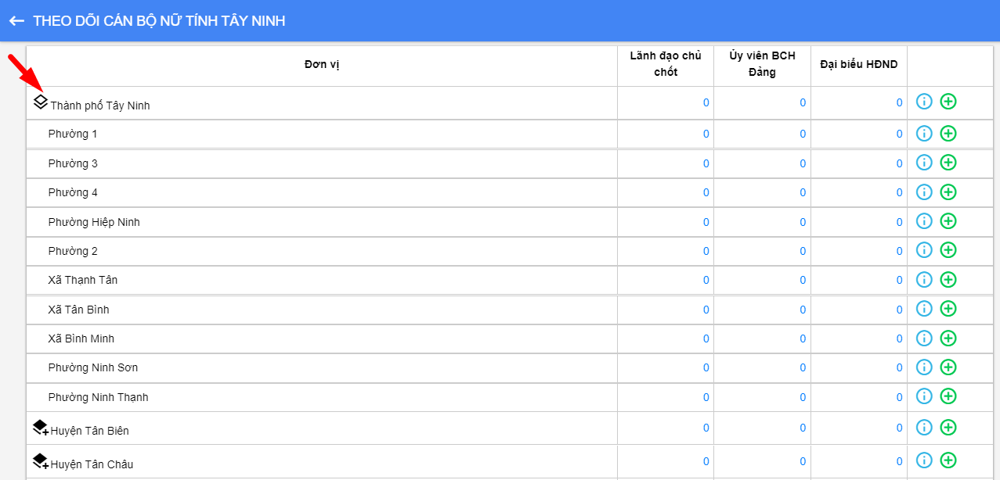 THEO DÕI CÁN BỘ NỮ TỈNH TÂY NINH
Đơn vị
Lãnh đạo chủ
chốt
Ủy viên BCH
Đảng
Đại biểu HĐND
Thành phố Tây Ninh 0 0 0
Phường 1 0 0 0
Phường 3 0 0 0
Phường 4 0 0 0
Phường Hiệp Ninh 0 0 0
Phường 2 0 0 0
Xã Thạnh Tân 0 0 0
Xã Tân Bình 0 0 0
Xã Bình Minh 0 0 0
Phường Ninh Sơn 0 0 0
Phường Ninh Thạnh 0 0 0
Huyện Tân Biên 0 0 0
Huyện Tân Châu 0 0 0